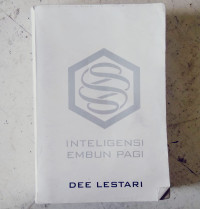 INTELIGENSI
EMBUN PAGI
DEE LESTARI